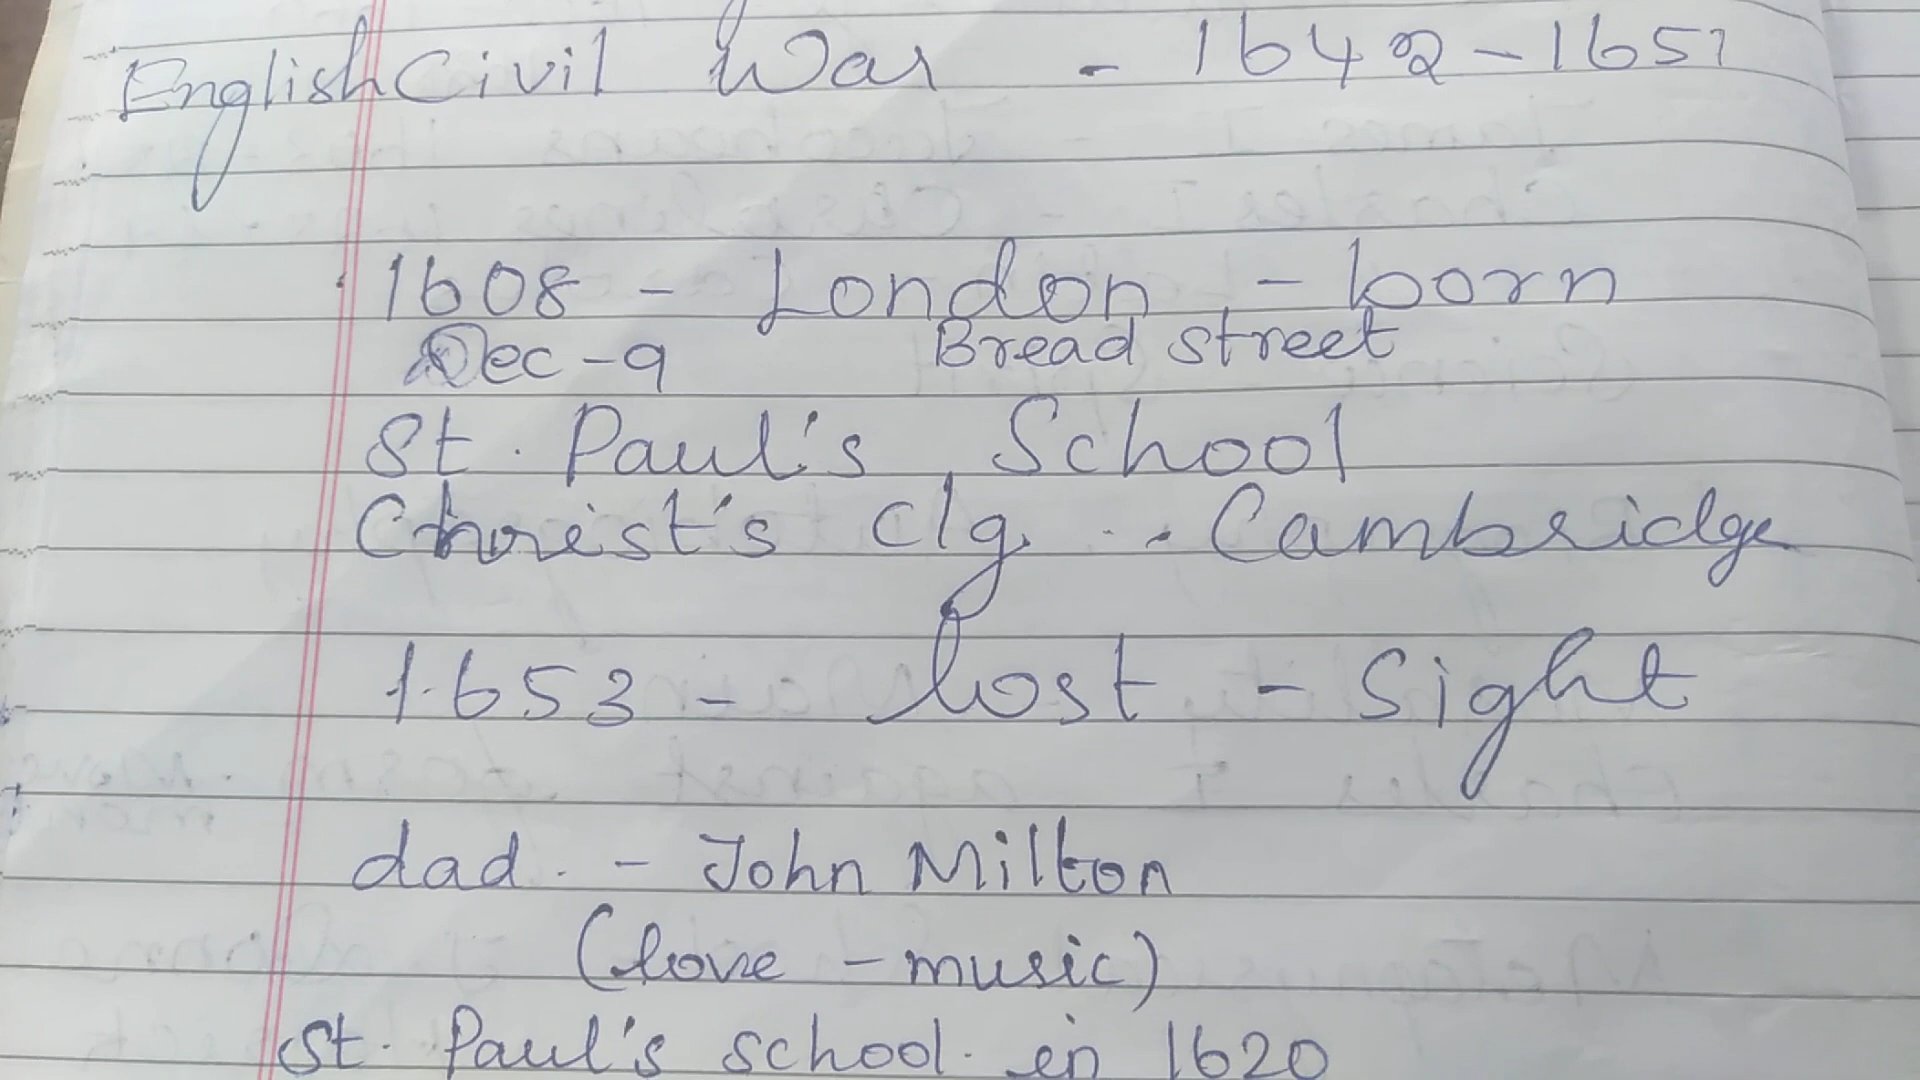 English Civil War - 1642-1651
1608 - London - born
Dec-9 Bread street
St. Paul's School
Christ's clg. - Cambridge
1653 - lost - Sight
dad. - John Milton
(love - music)
St. Paul's school. in 1620